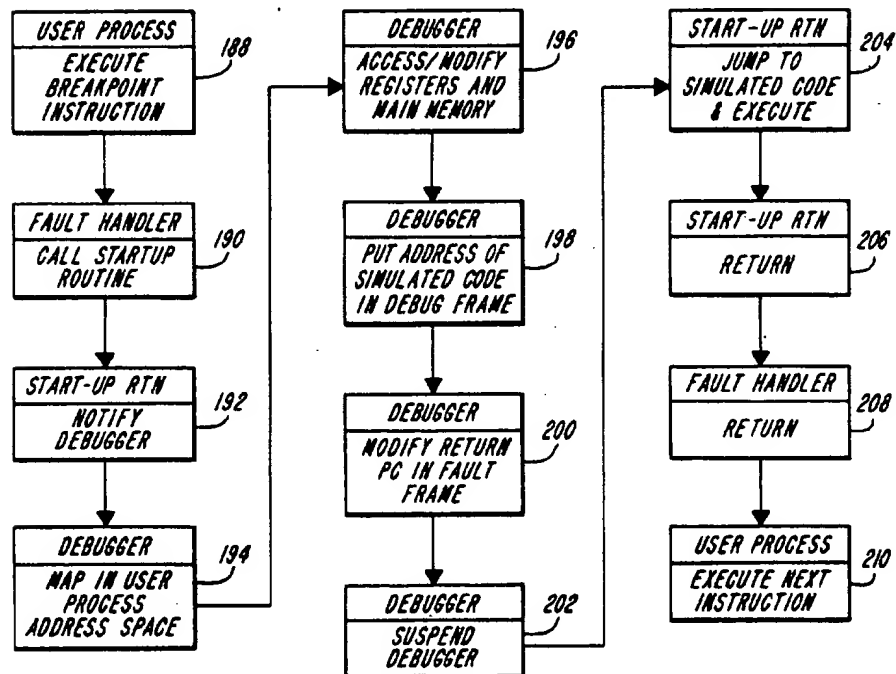 USER PROCESS
EXECUTE
BREAKPOINT
INSTRUCTION
188
FAULT HANDLER
CALL STARTUP
ROUTINE
190
START-UP RTN
NOTIFY
DEBUGGER
192
DEBUGGER
MAP IN USER
PROCESS
ADDRESS SPACE
194
DEBUGGER
ACCESS/MODIFY
REGISTERS AND
MAIN MEMORY
196
DEBUGGER
PUT ADDRESS OF
SIMULATED CODE
IN DEBUG FRAME
198
DEBUGGER
MODIFY RETURN
PC IN FAULT
FRAME
200
DEBUGGER
SUSPEND
DEBUGGER
202
START-UP RTN
JUMP TO
SIMULATED CODE
& EXECUTE
204
START-UP RTN
RETURN
206
FAULT HANDLER
RETURN
208
USER PROCESS
EXECUTE NEXT
INSTRUCTION
210